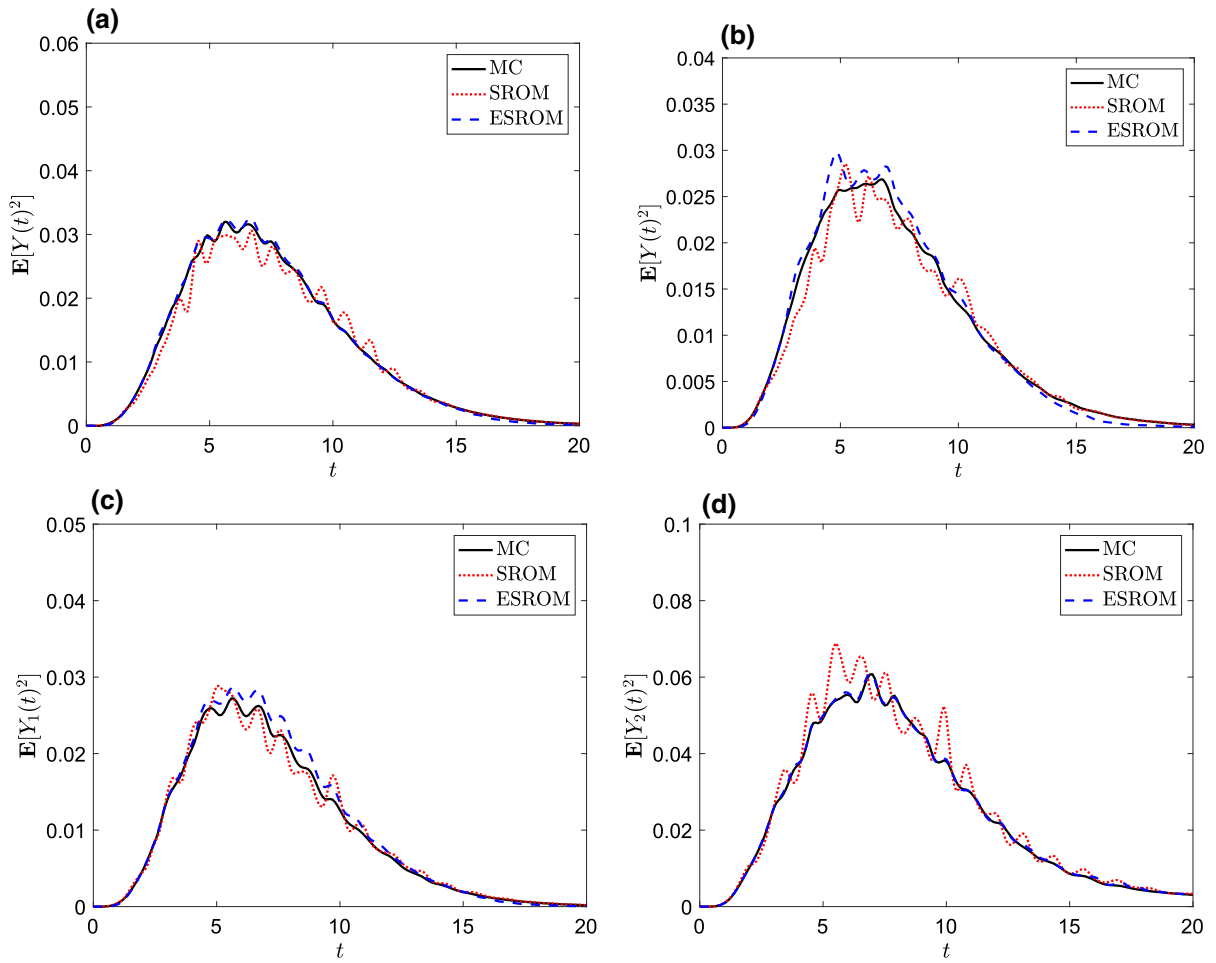 (a)
0.06
0.05
0.04
0.03
0.02
0.01
0
E[Y(t)²]
MC
SROM
ESROM
0 5 10 15 20
t
(b)
0.04
0.035
0.03
0.025
0.02
0.015
0.01
0.005
0
E[Y(t)²]
MC
SROM
ESROM
0 5 10 15 20
t
(c)
0.05
0.04
0.03
0.02
0.01
0
E[Y₁(t)²]
MC
SROM
ESROM
0 5 10 15 20
t
(d)
0.1
0.08
0.06
0.04
0.02
0
E[Y₂(t)²]
MC
SROM
ESROM
0 5 10 15 20
t